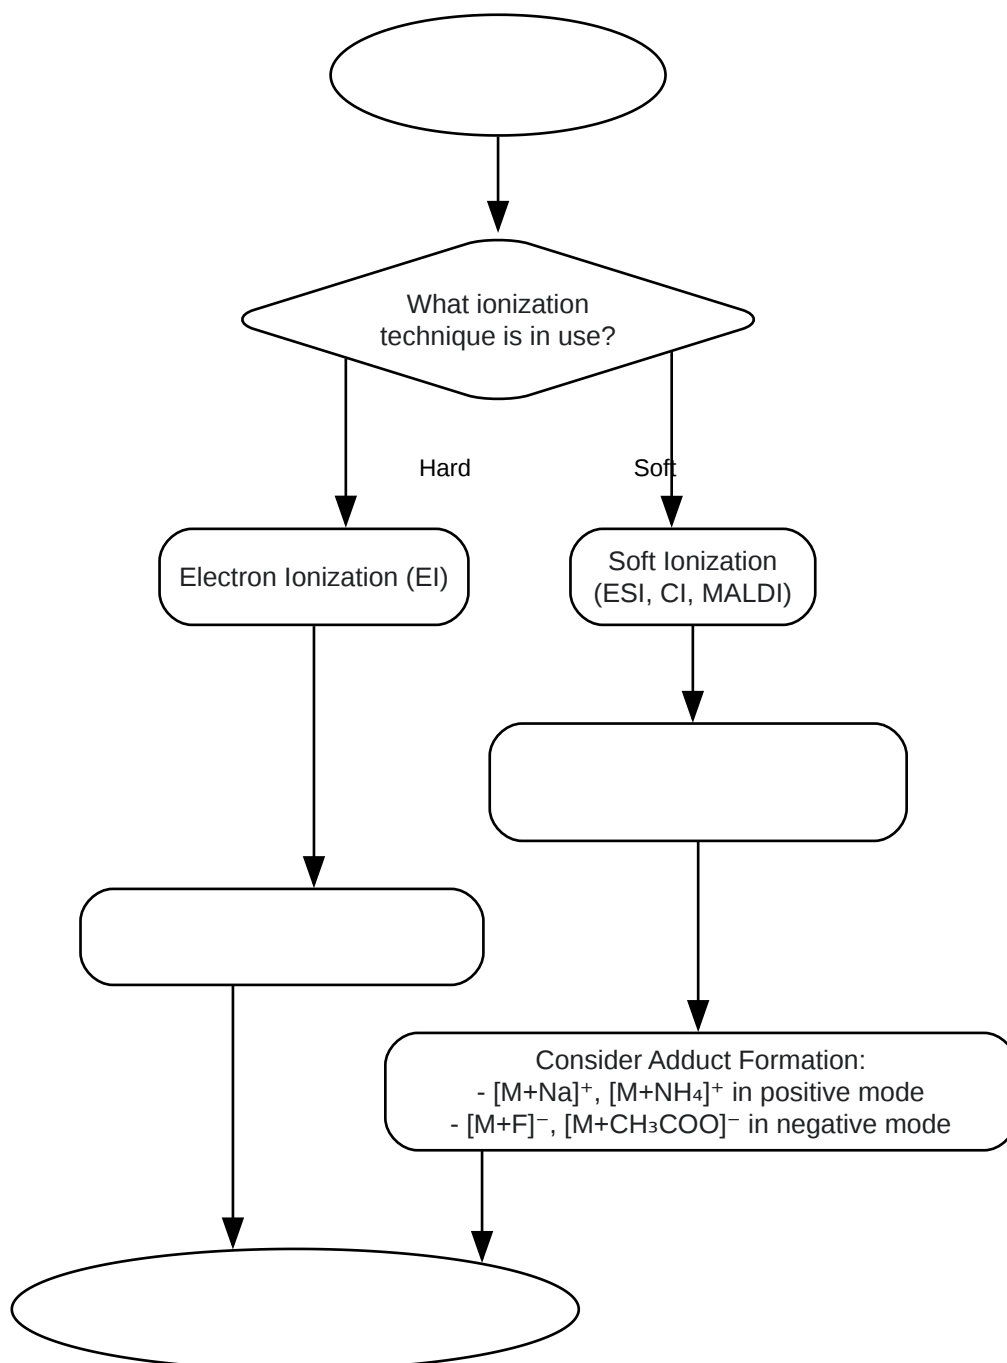 What ionization
technique is in use?
Hard
Soft
Electron Ionization (EI)
Soft Ionization
(ESI, CI, MALDI)
Consider Adduct Formation:
- [M+Na]⁺, [M+NH₄]⁺ in positive mode
- [M+F]⁻, [M+CH₃COO]⁻ in negative mode